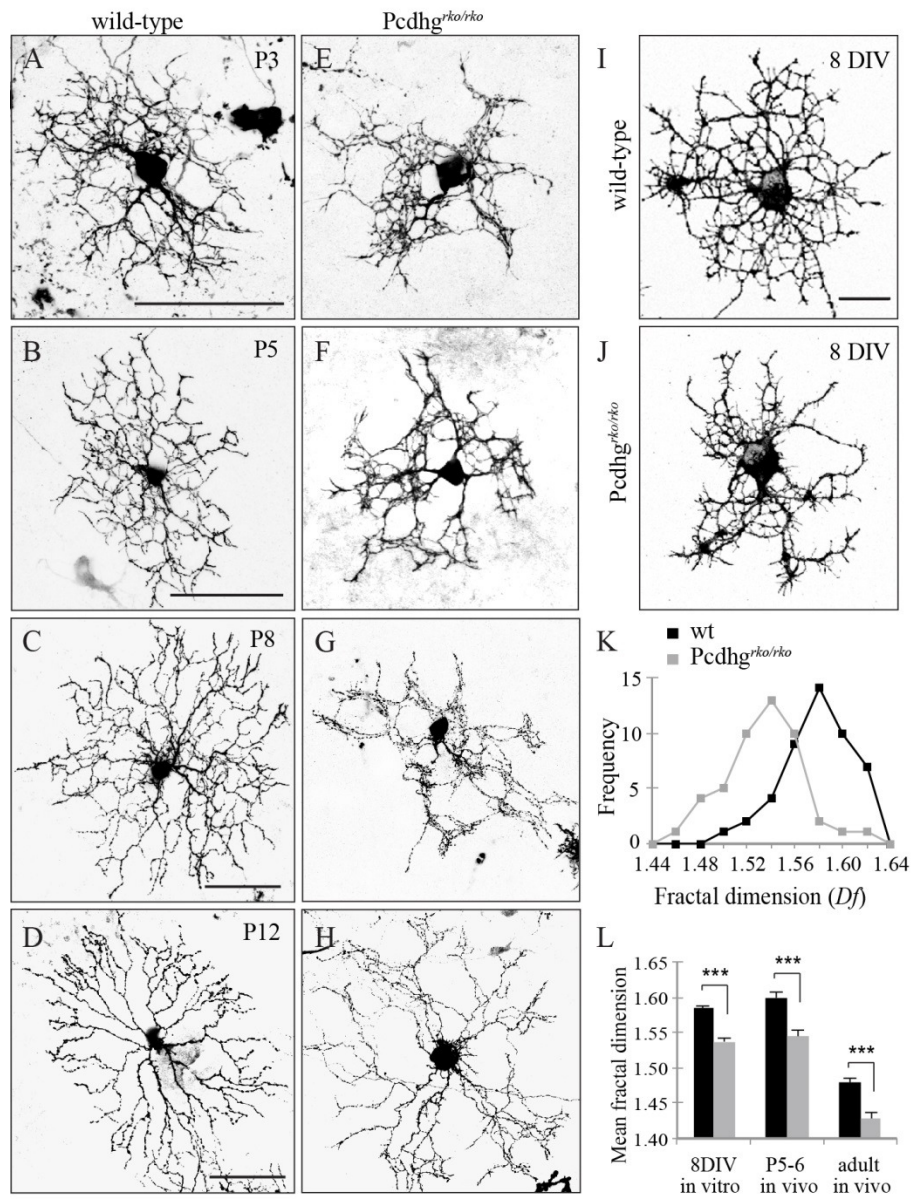 wild-type
Pcdhg^rko/rko
A
P3
E
I
8 DIV
wild-type
B
P5
F
J
8 DIV
Pcdhg^rko/rko
C
P8
G
K
wt
Pcdhg^rko/rko
15
10
5
0
Frequency
1.44 1.48 1.52 1.56 1.60 1.64
Fractal dimension (Df)
D
P12
H
L
1.65
1.60
1.55
1.50
1.45
1.40
Mean fractal dimension
***
***
***
8DIV in vitro
P5-6 in vivo
adult in vivo